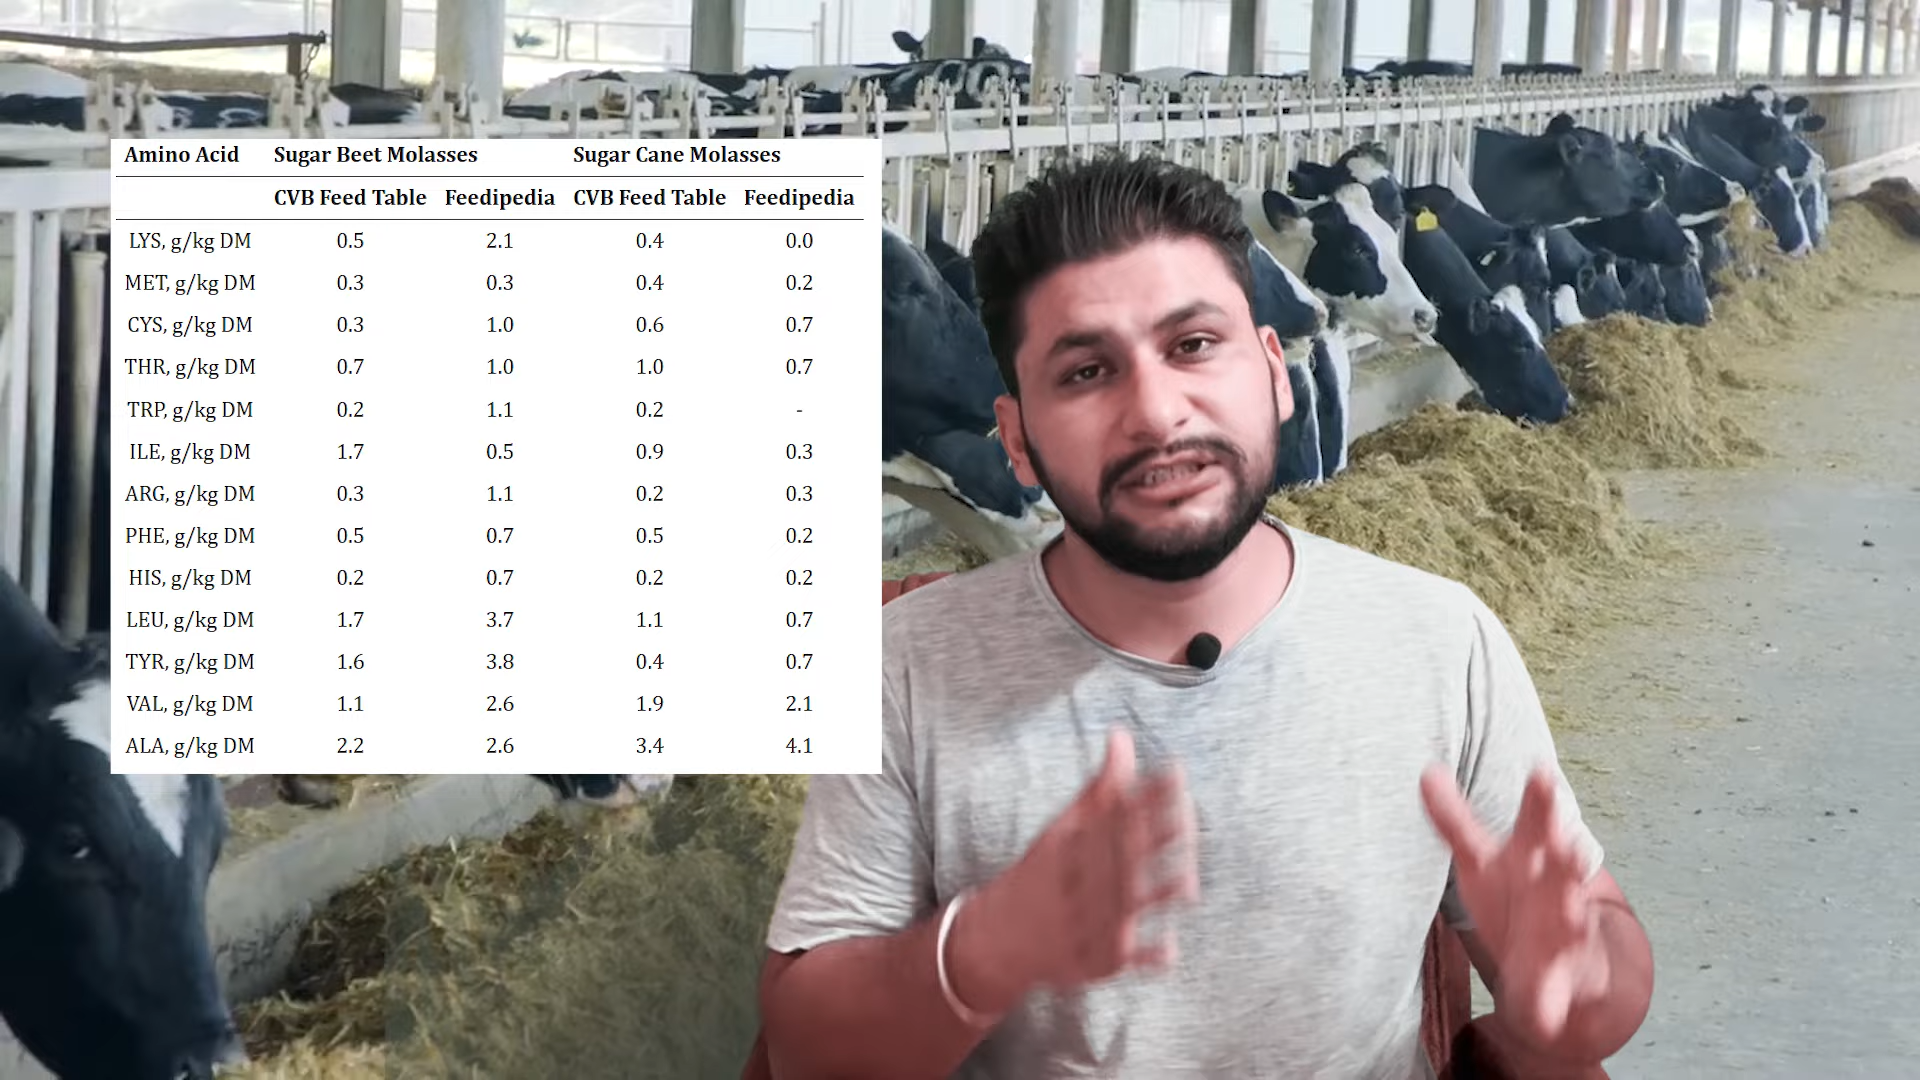 Amino Acid Sugar Beet Molasses Sugar Cane Molasses
CVB Feed Table Feedipedia CVB Feed Table Feedipedia
LYS, g/kg DM 0.5 2.1 0.4 0.0
MET, g/kg DM 0.3 0.3 0.4 0.2
CYS, g/kg DM 0.3 1.0 0.6 0.7
THR, g/kg DM 0.7 1.0 1.0 0.7
TRP, g/kg DM 0.2 1.1 0.2 -
ILE, g/kg DM 1.7 0.5 0.9 0.3
ARG, g/kg DM 0.3 1.1 0.2 0.3
PHE, g/kg DM 0.5 0.7 0.5 0.2
HIS, g/kg DM 0.2 0.7 0.2 0.2
LEU, g/kg DM 1.7 3.7 1.1 0.7
TYR, g/kg DM 1.6 3.8 0.4 0.7
VAL, g/kg DM 1.1 2.6 1.9 2.1
ALA, g/kg DM 2.2 2.6 3.4 4.1